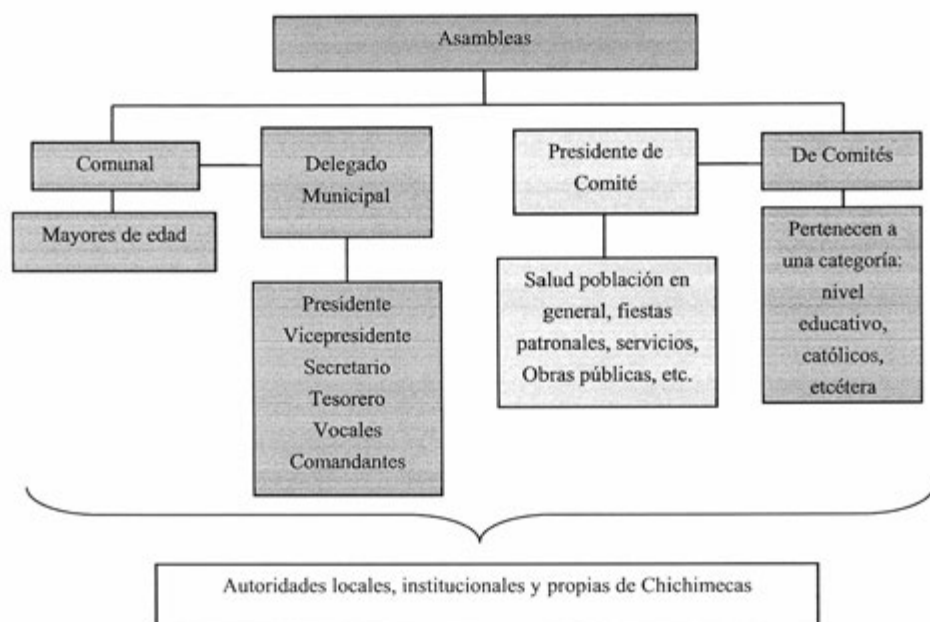 Asambleas
Comunal
Mayores de edad
Delegado
Municipal
Presidente
Vicepresidente
Secretario
Tesorero
Vocales
Comandantes
Presidente de
Comité
Salud población en
general, fiestas
patronales, servicios,
Obras públicas, etc.
De Comités
Pertenecen a
una categoría:
nivel
educativo,
católicos,
etcétera
Autoridades locales, institucionales y propias de Chichimecas